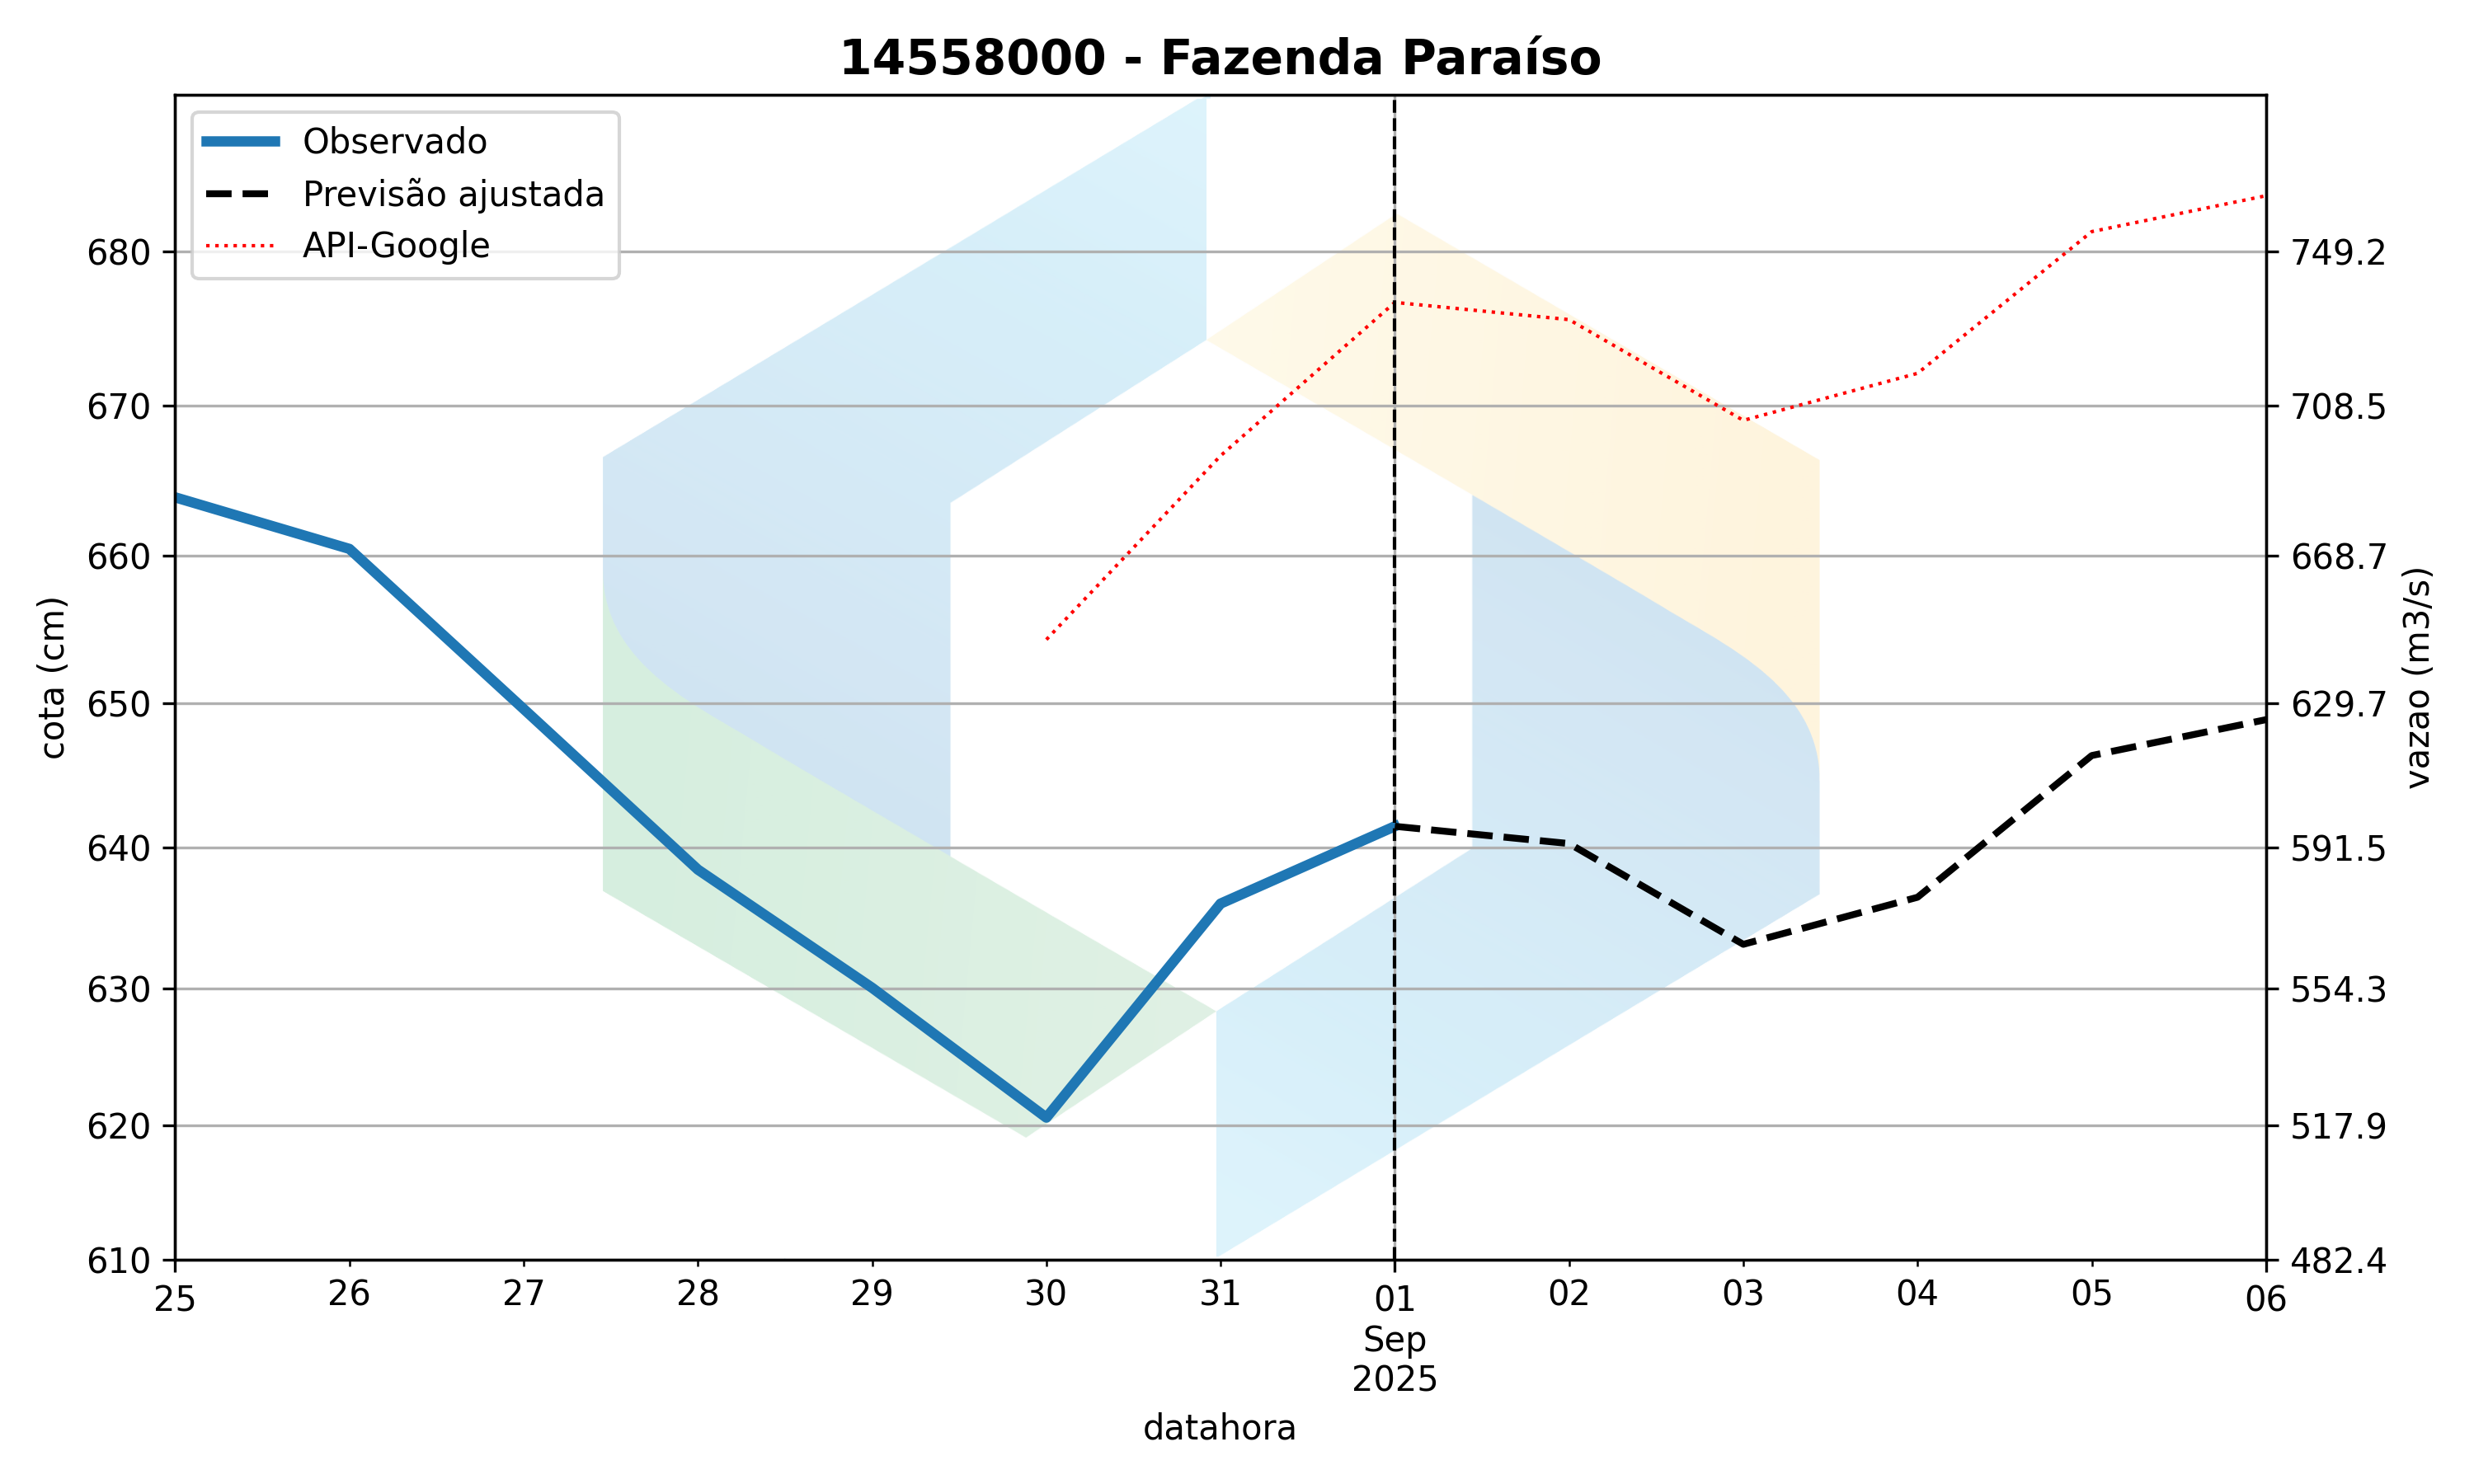 14558000 - Fazenda Paraíso
Observado
Previsão ajustada
API-Google
680
670
660
650
640
630
620
610
cota (cm)
749.2
708.5
668.7
629.7
591.5
554.3
517.9
482.4
vazao (m3/s)
25 26 27 28 29 30 31 01 02 03 04 05 06
Sep
2025
datahora